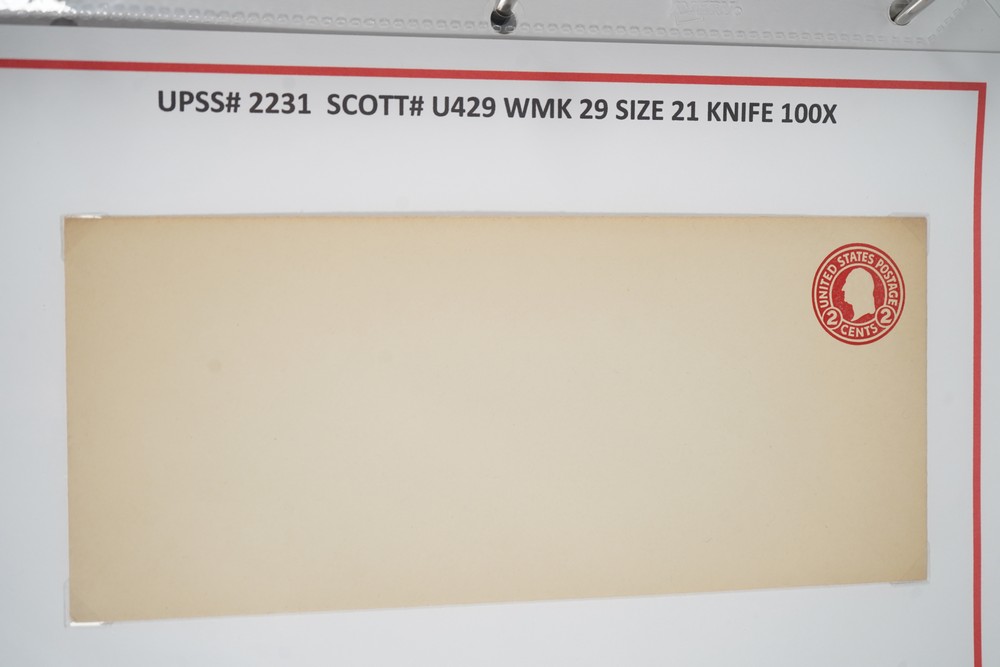 UPSS# 2231 SCOTT# U429 WMK 29 SIZE 21 KNIFE 100X
UNITED STATES POSTAGE
2 CENTS 2